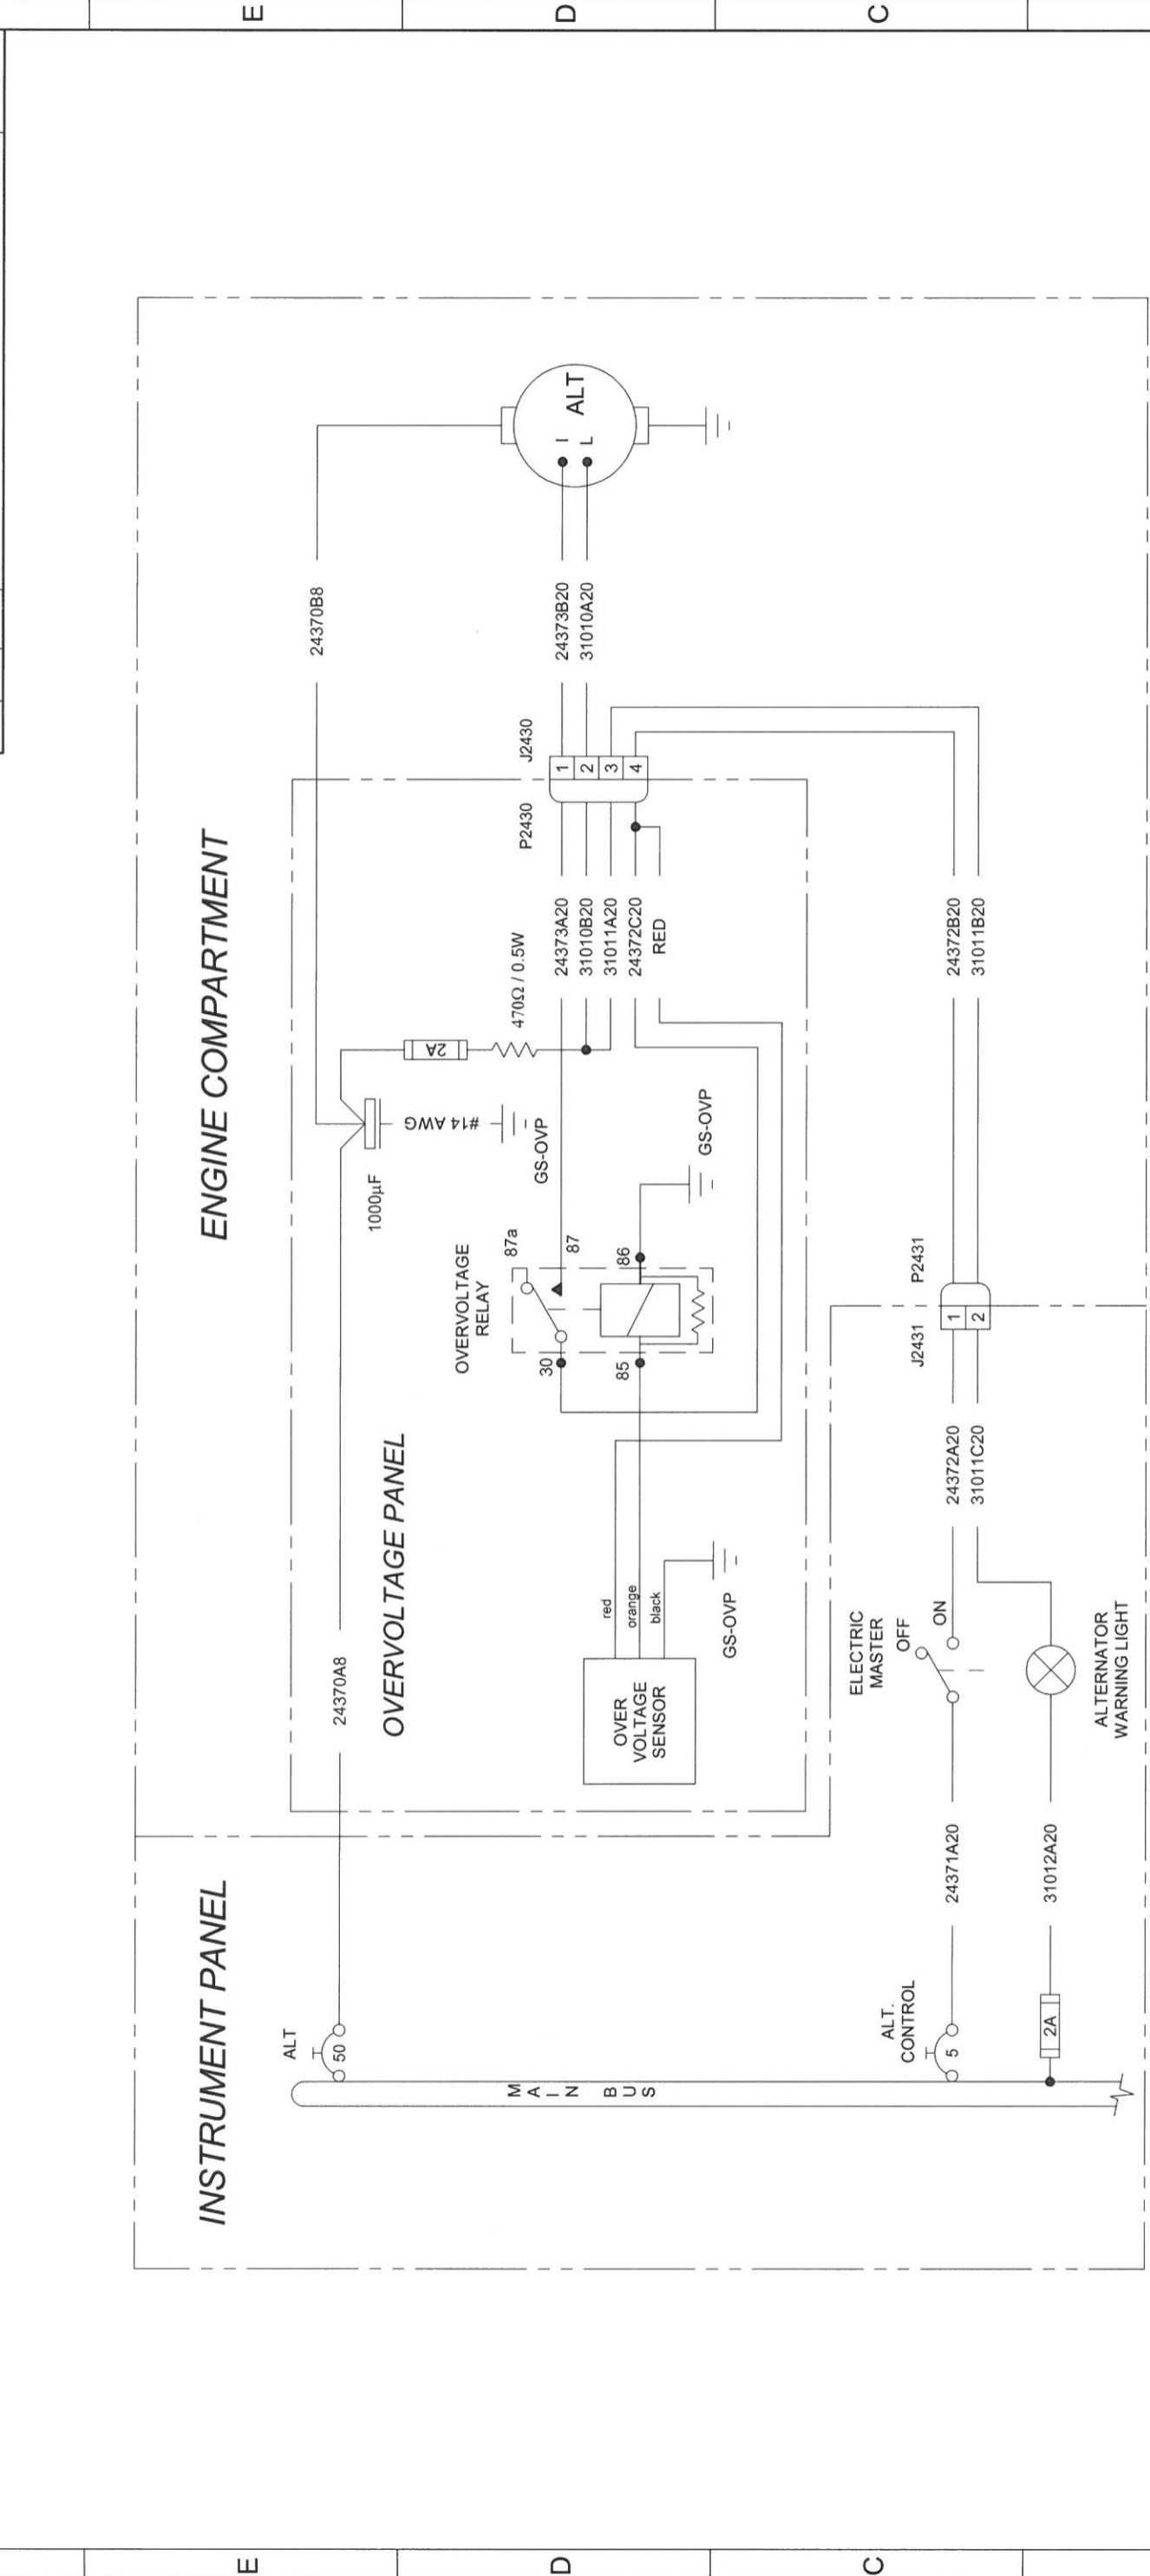 E
D
C
ENGINE COMPARTMENT
24370B8
I
L
ALT
24373B20
31010A20
J2430
P2430
1
2
3
4
24373A20
31010B20
31011A20
24372C20
RED
470Ω / 0.5W
2A
#14 AWG
GS-OVP
1000µF
GS-OVP
OVERVOLTAGE
RELAY
87a
87
86
30
85
OVERVOLTAGE PANEL
24370A8
red
orange
black
GS-OVP
OVER
VOLTAGE
SENSOR
24372B20
31011B20
P2431
J2431
1
2
24372A20
31011C20
ELECTRIC
MASTER
OFF
ON
ALTERNATOR
WARNING LIGHT
24371A20
31012A20
INSTRUMENT PANEL
ALT
50
MAIN BUS
ALT.
CONTROL
5
2A
E
D
C